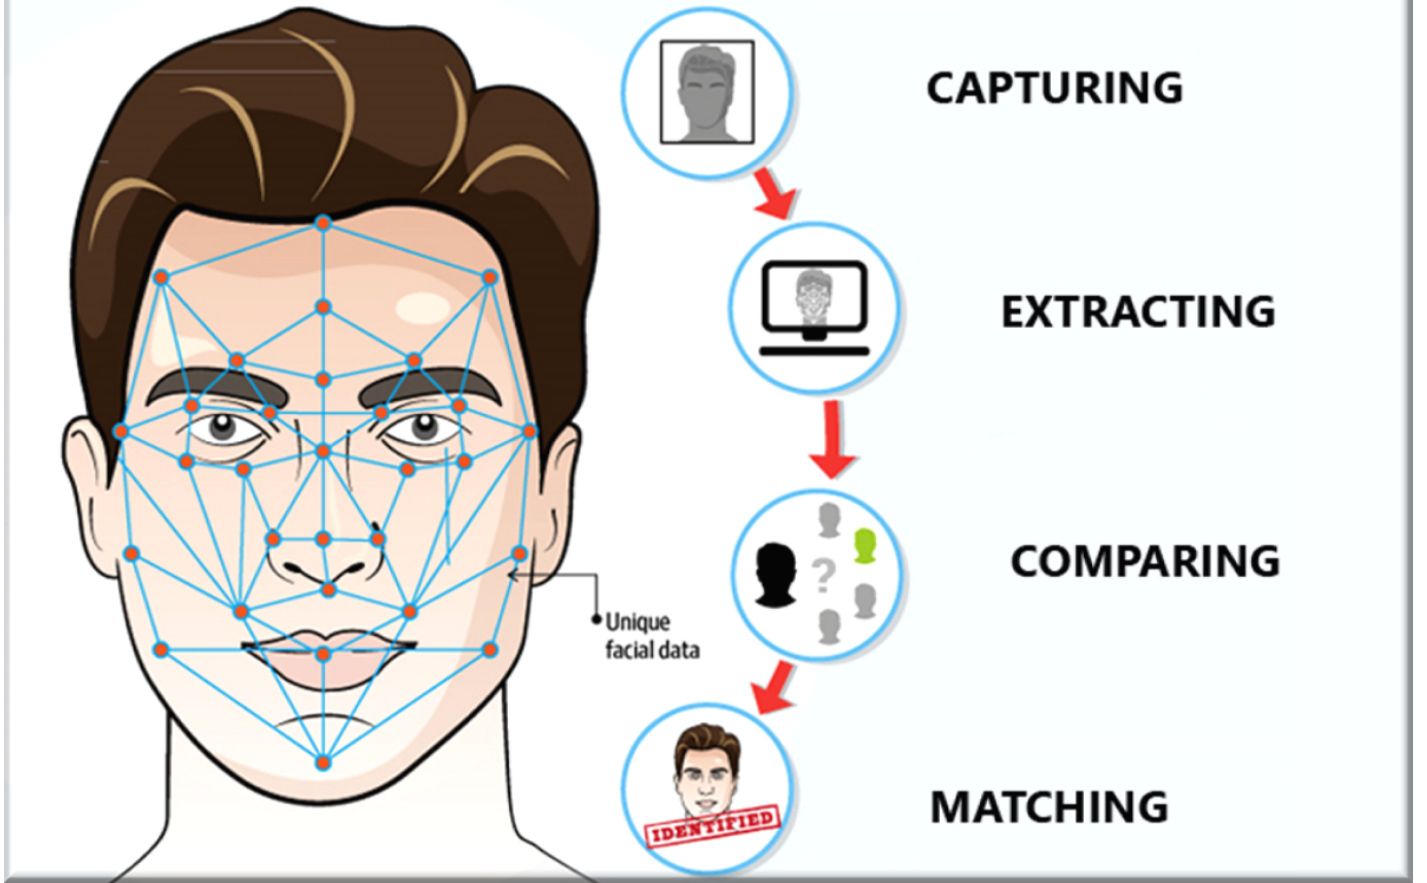 CAPTURING
EXTRACTING
?
COMPARING
Unique
facial data
IDENTIFIED
MATCHING